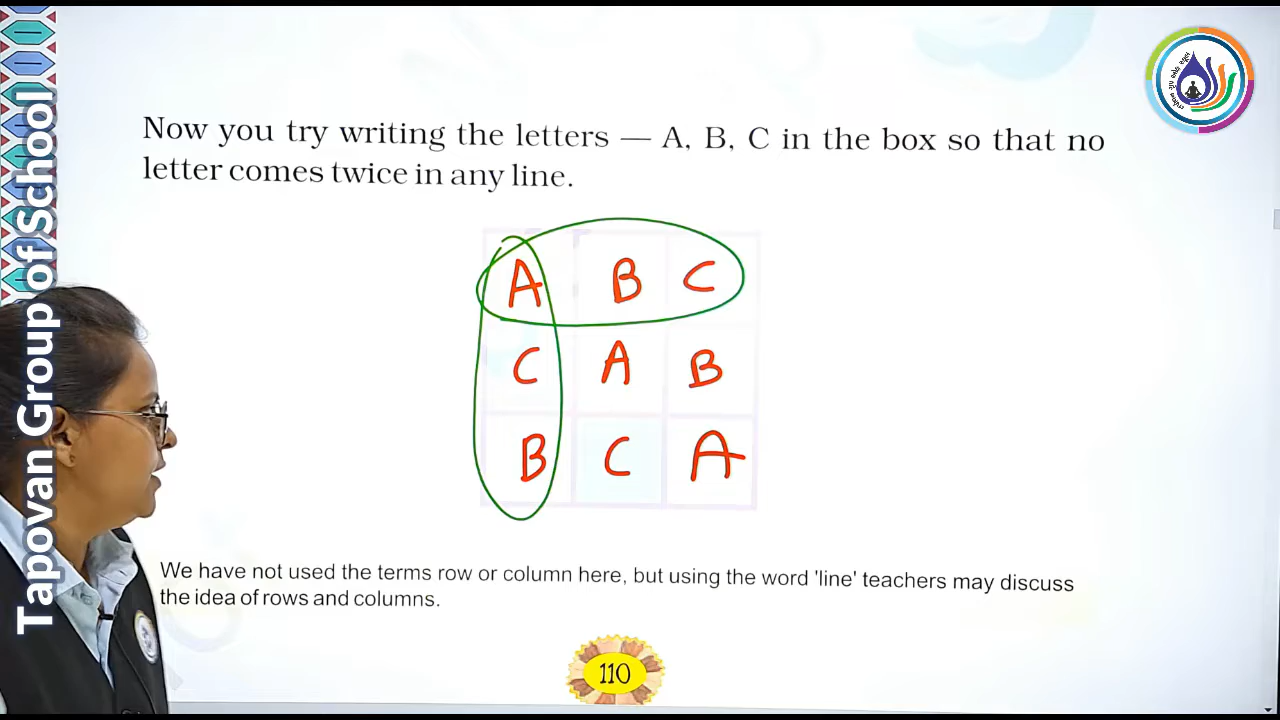 Now you try writing the letters — A, B, C in the box so that no
letter comes twice in any line.
A B C
C A B
B C A
We have not used the terms row or column here, but using the word 'line' teachers may discuss
the idea of rows and columns.
110
Tapovan Group of School